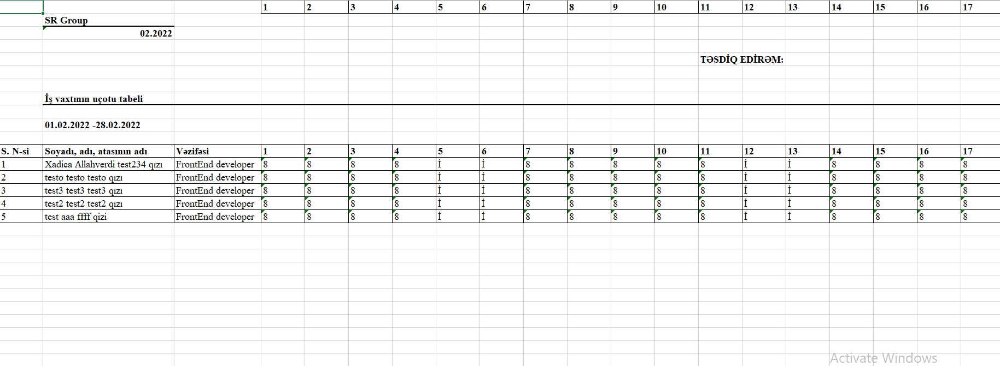 1 2 3 4 5 6 7 8 9 10 11 12 13 14 15 16 17
SR Group
02.2022
TƏSDİQ EDİRƏM:
İş vaxtının uçotu tabeli
01.02.2022 -28.02.2022
S. N-si Soyadı, adı, atasının adı Vəzifəsi 1 2 3 4 5 6 7 8 9 10 11 12 13 14 15 16 17
1 Xadica Allahverdi test234 qızı FrontEnd developer 8 8 8 8 İ İ 8 8 8 8 8 İ İ 8 8 8 8
2 testo testo testo qızı FrontEnd developer 8 8 8 8 İ İ 8 8 8 8 8 İ İ 8 8 8 8
3 test3 test3 test3 qızı FrontEnd developer 8 8 8 8 İ İ 8 8 8 8 8 İ İ 8 8 8 8
4 test2 test2 test2 qızı FrontEnd developer 8 8 8 8 İ İ 8 8 8 8 8 İ İ 8 8 8 8
5 test aaa ffff qizi FrontEnd developer 8 8 8 8 İ İ 8 8 8 8 8 İ İ 8 8 8 8
Activate Windows